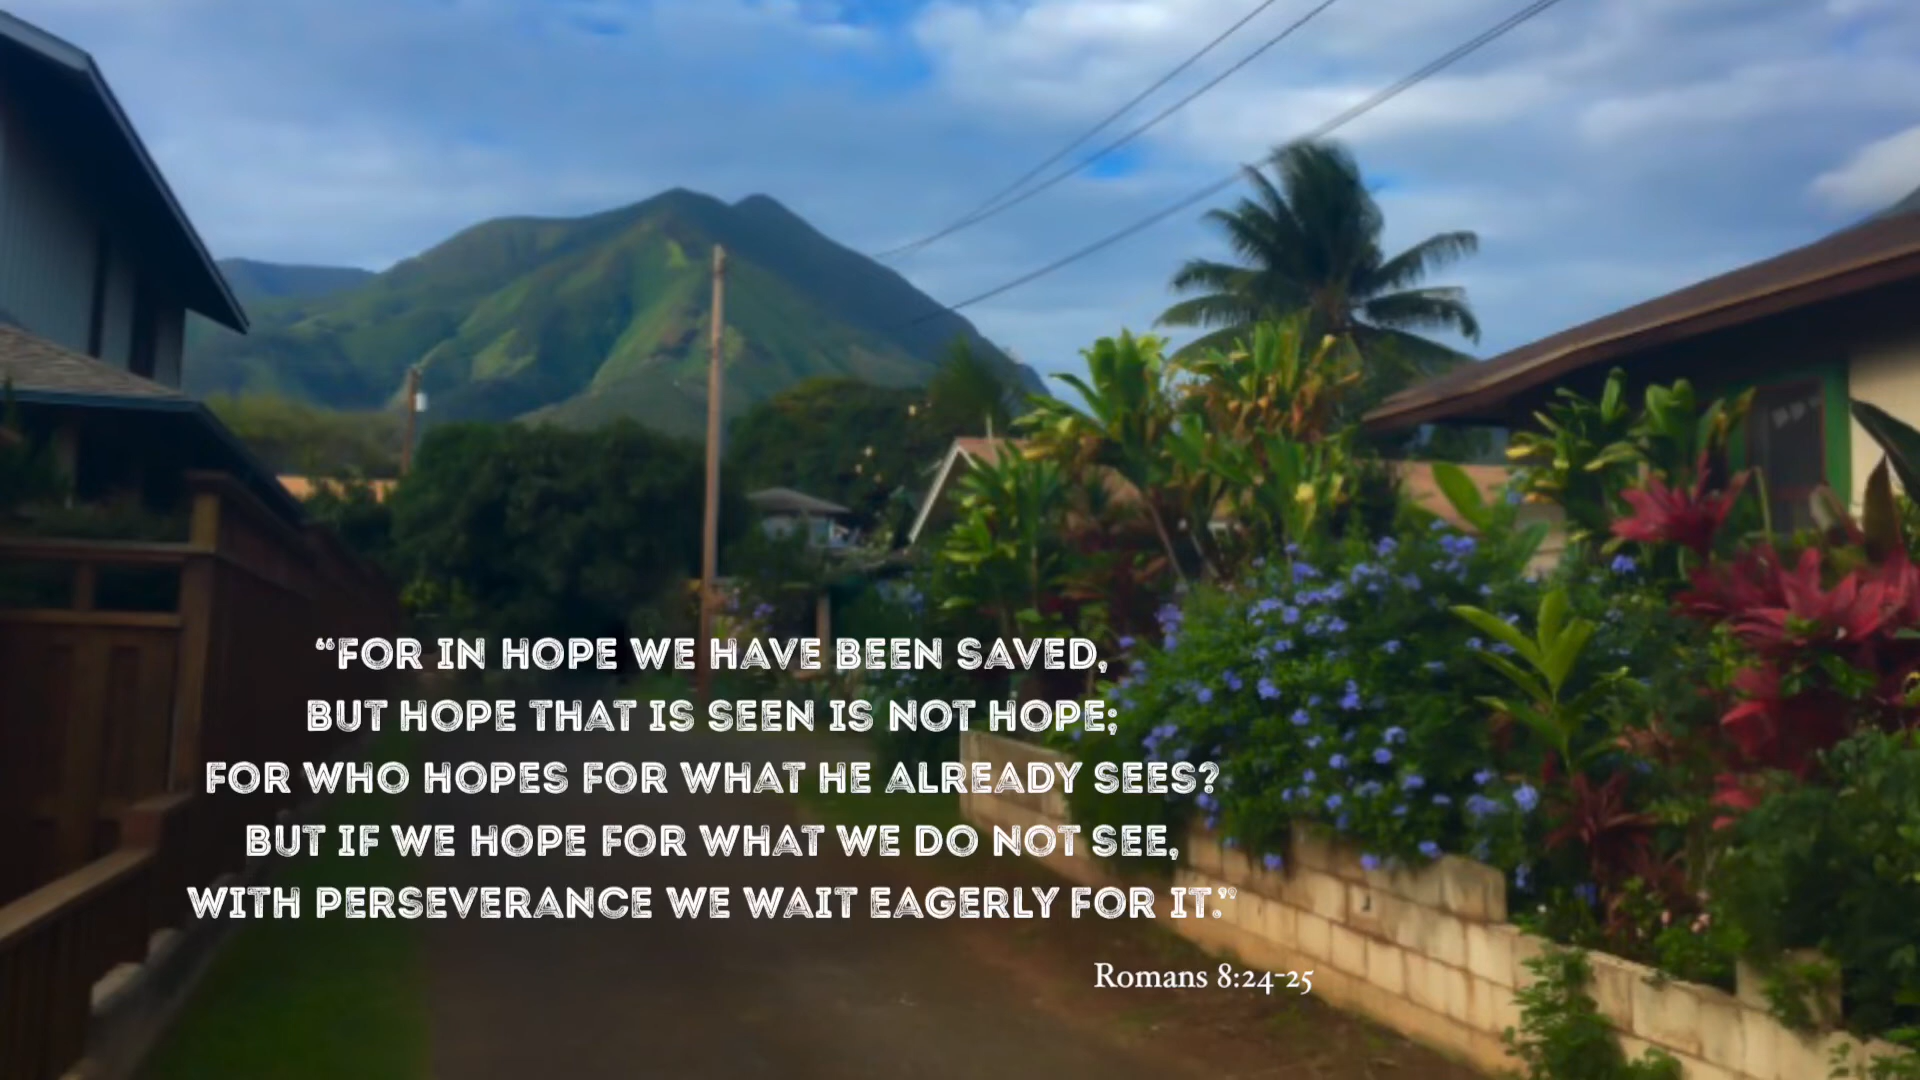 “FOR IN HOPE WE HAVE BEEN SAVED,
BUT HOPE THAT IS SEEN IS NOT HOPE;
FOR WHO HOPES FOR WHAT HE ALREADY SEES?
BUT IF WE HOPE FOR WHAT WE DO NOT SEE,
WITH PERSEVERANCE WE WAIT EAGERLY FOR IT.”
Romans 8:24-25